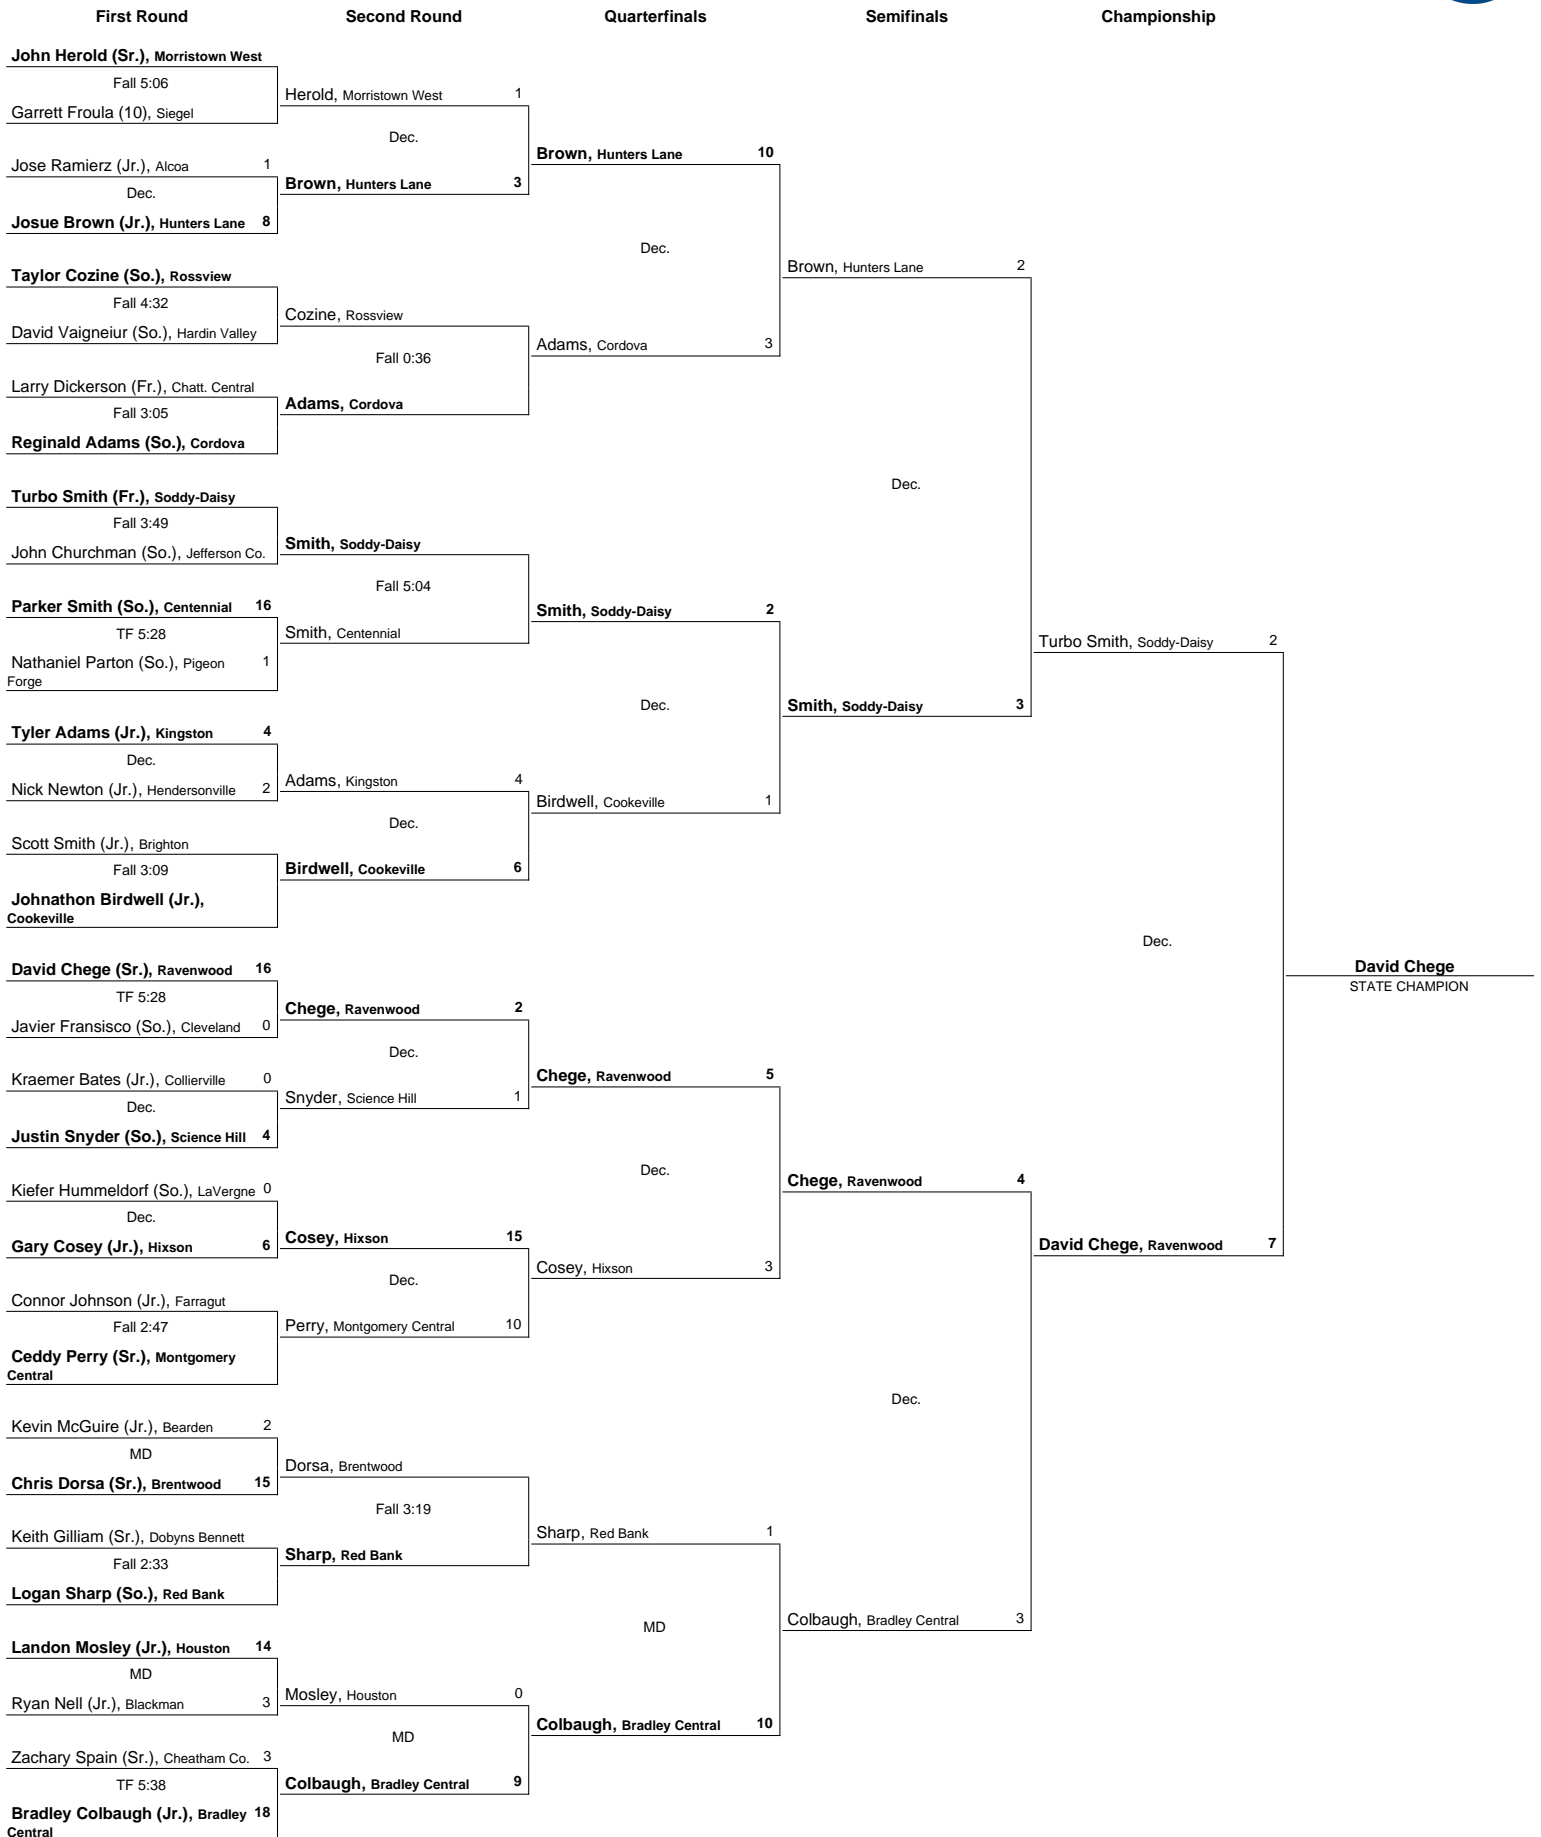 First Round Second Round Quarterfinals Semifinals Championship
John Herold (Sr.), Morristown West
Fall 5:06
Garrett Froula (10), Siegel
Jose Ramierz (Jr.), Alcoa 1
Dec.
Josue Brown (Jr.), Hunters Lane 8
Taylor Cozine (So.), Rossview
Fall 4:32
David Vaigneiur (So.), Hardin Valley
Larry Dickerson (Fr.), Chatt. Central
Fall 3:05
Reginald Adams (So.), Cordova
Turbo Smith (Fr.), Soddy-Daisy
Fall 3:49
John Churchman (So.), Jefferson Co.
Parker Smith (So.), Centennial 16
TF 5:28
Nathaniel Parton (So.), Pigeon 1
Forge
Tyler Adams (Jr.), Kingston 4
Dec.
Nick Newton (Jr.), Hendersonville 2
Scott Smith (Jr.), Brighton
Fall 3:09
Johnathon Birdwell (Jr.),
Cookeville
David Chege (Sr.), Ravenwood 16
TF 5:28
Javier Fransisco (So.), Cleveland 0
Kraemer Bates (Jr.), Collierville 0
Dec.
Justin Snyder (So.), Science Hill 4
Kiefer Hummeldorf (So.), LaVergne 0
Dec.
Gary Cosey (Jr.), Hixson 6
Connor Johnson (Jr.), Farragut
Fall 2:47
Ceddy Perry (Sr.), Montgomery
Central
Kevin McGuire (Jr.), Bearden 2
MD
Chris Dorsa (Sr.), Brentwood 15
Keith Gilliam (Sr.), Dobyns Bennett
Fall 2:33
Logan Sharp (So.), Red Bank
Landon Mosley (Jr.), Houston 14
MD
Ryan Nell (Jr.), Blackman 3
Zachary Spain (Sr.), Cheatham Co. 3
TF 5:38
Bradley Colbaugh (Jr.), Bradley 18
Central
Herold, Morristown West 1
Dec.
Brown, Hunters Lane 3
Cozine, Rossview
Fall 0:36
Adams, Cordova
Smith, Soddy-Daisy
Fall 5:04
Smith, Centennial
Adams, Kingston 4
Dec.
Birdwell, Cookeville 6
Chege, Ravenwood 2
Dec.
Snyder, Science Hill 1
Cosey, Hixson 15
Dec.
Perry, Montgomery Central 10
Dorsa, Brentwood
Fall 3:19
Sharp, Red Bank
Mosley, Houston 0
MD
Colbaugh, Bradley Central 9
Brown, Hunters Lane 10
Dec.
Adams, Cordova 3
Smith, Soddy-Daisy 2
Dec.
Birdwell, Cookeville 1
Chege, Ravenwood 5
Dec.
Cosey, Hixson 3
Sharp, Red Bank 1
MD
Colbaugh, Bradley Central 10
Brown, Hunters Lane 2
Dec.
Smith, Soddy-Daisy 3
Chege, Ravenwood 4
Dec.
Colbaugh, Bradley Central 3
Turbo Smith, Soddy-Daisy 2
Dec.
David Chege, Ravenwood 7
David Chege
STATE CHAMPION